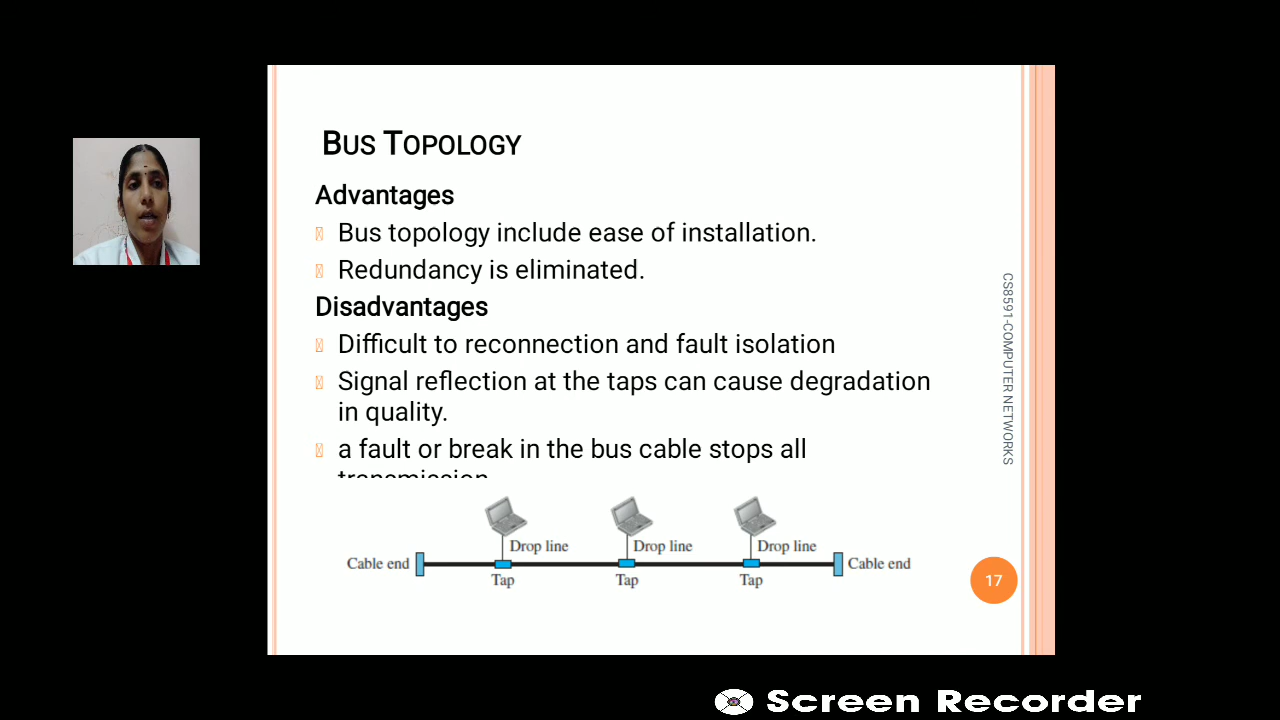 BUS TOPOLOGY
Advantages
Bus topology include ease of installation.
Redundancy is eliminated.
Disadvantages
Difficult to reconnection and fault isolation
Signal reflection at the taps can cause degradation
in quality.
a fault or break in the bus cable stops all
transmission
Drop line
Drop line
Drop line
Cable end
Cable end
Tap
Tap
Tap
17
CS8591-COMPUTER NETWORKS
Screen Recorder